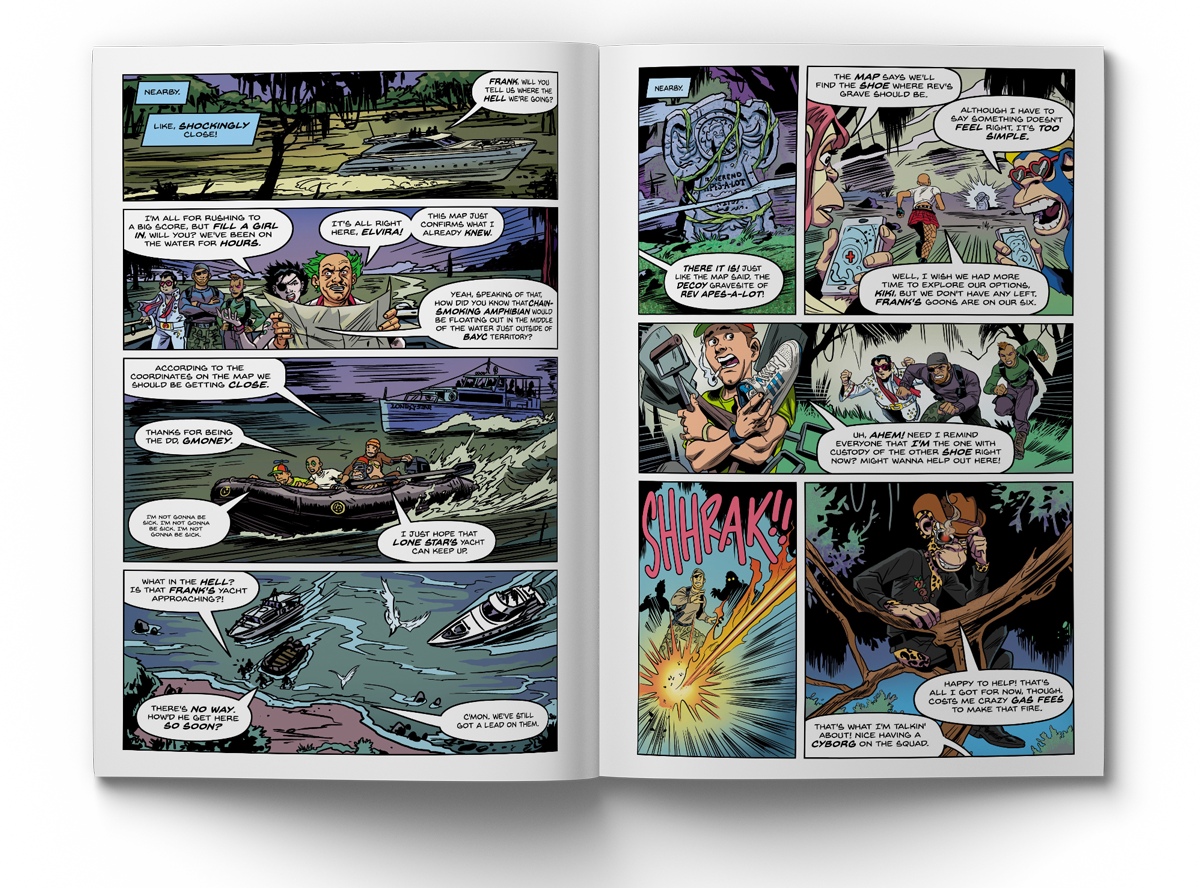 NEARBY.
LIKE, SHOCKINGLY
CLOSE!
FRANK, WILL YOU
TELL US WHERE THE
HELL WE'RE GOING?
I'M ALL FOR RUSHING TO
A BIG SCORE, BUT FILL A GIRL
IN, WILL YOU? WE'VE BEEN ON
THE WATER FOR HOURS.
IT'S ALL RIGHT
HERE, ELVIRA!
THIS MAP JUST
CONFIRMS WHAT I
ALREADY KNEW.
YEAH, SPEAKING OF THAT,
HOW DID YOU KNOW THAT CHAIN-
SMOKING AMPHIBIAN WOULD
BE FLOATING OUT IN THE MIDDLE
OF THE WATER JUST OUTSIDE OF
BAYC TERRITORY?
ACCORDING TO THE
COORDINATES ON THE MAP WE
SHOULD BE GETTING CLOSE.
LONE STAR
THANKS FOR BEING
THE DD, GMONEY.
I'M NOT GONNA BE
SICK. I'M NOT GONNA
BE SICK. I'M NOT
GONNA BE SICK.
I JUST HOPE THAT
LONE STAR'S YACHT
CAN KEEP UP.
WHAT IN THE HELL?
IS THAT FRANK'S YACHT
APPROACHING?!
THERE'S NO WAY.
HOW'D HE GET HERE
SO SOON?
C'MON, WE'VE STILL
GOT A LEAD ON THEM.
NEARBY.
REVEREND
APES-A-LOT
THERE IT IS! JUST
LIKE THE MAP SAID, THE
DECOY GRAVESITE OF
REV APES-A-LOT!
THE MAP SAYS WE'LL
FIND THE SHOE WHERE REV'S
GRAVE SHOULD BE.
ALTHOUGH I HAVE TO
SAY SOMETHING DOESN'T
FEEL RIGHT, IT'S TOO
SIMPLE.
WELL, I WISH WE HAD MORE
TIME TO EXPLORE OUR OPTIONS,
KIKI, BUT WE DON'T HAVE ANY LEFT.
FRANK'S GOONS ARE ON OUR SIX.
UH, AHEM! NEED I REMIND
EVERYONE THAT I'M THE ONE WITH
CUSTODY OF THE OTHER SHOE RIGHT
NOW? MIGHT WANNA HELP OUT HERE!
SHHRAK!!
HAPPY TO HELP! THAT'S
ALL I GOT FOR NOW, THOUGH.
COSTS ME CRAZY GAS FEES
TO MAKE THAT FIRE.
THAT'S WHAT I'M TALKIN'
ABOUT! NICE HAVING A
CYBORG ON THE SQUAD.